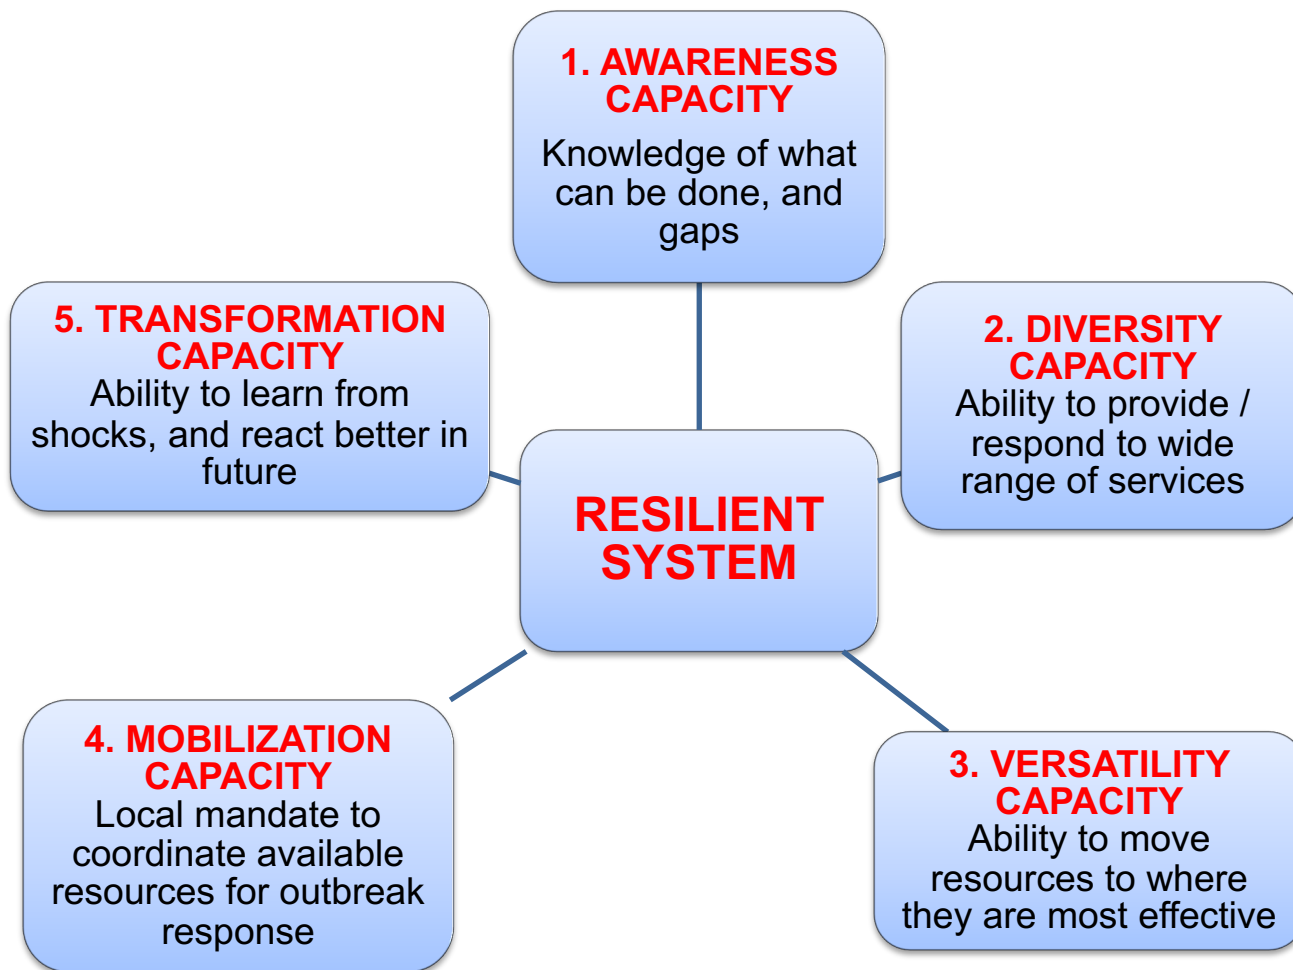 1. AWARENESS
CAPACITY
Knowledge of what
can be done, and
gaps
2. DIVERSITY
CAPACITY
Ability to provide /
respond to wide
range of services
3. VERSATILITY
CAPACITY
Ability to move
resources to where
they are most effective
4. MOBILIZATION
CAPACITY
Local mandate to
coordinate available
resources for outbreak
response
5. TRANSFORMATION
CAPACITY
Ability to learn from
shocks, and react better in
future
RESILIENT
SYSTEM